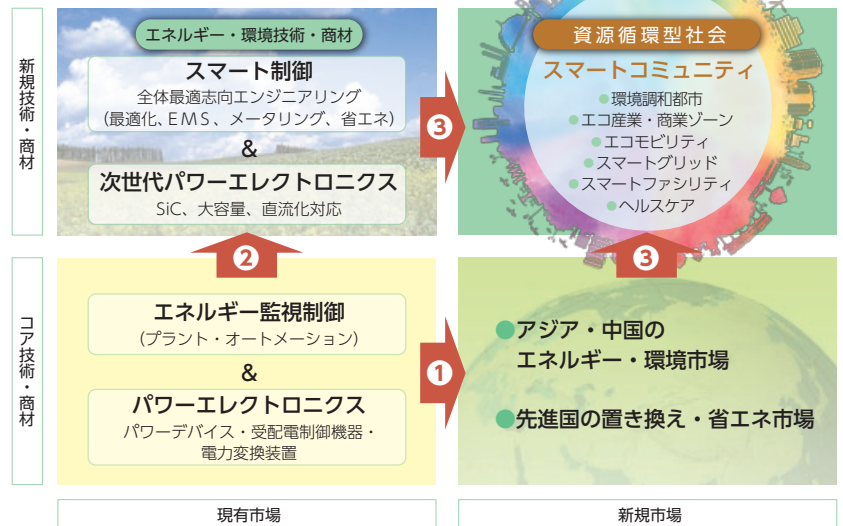 新規技術・商材
エネルギー・環境技術・商材
スマート制御
全体最適志向エンジニアリング
(最適化、EMS、メータリング、省エネ)
&
次世代パワーエレクトロニクス
SiC、大容量、直流化対応
3
資源循環型社会
スマートコミュニティ
●環境調和都市
●エコ産業・商業ゾーン
●エコモビリティ
●スマートグリッド
●スマートファシリティ
●ヘルスケア
2
3
コア技術・商材
エネルギー監視制御
(プラント・オートメーション)
&
パワーエレクトロニクス
パワーデバイス・受配電制御機器・
電力変換装置
1
●アジア・中国の
エネルギー・環境市場
●先進国の置き換え・省エネ市場
現有市場
新規市場